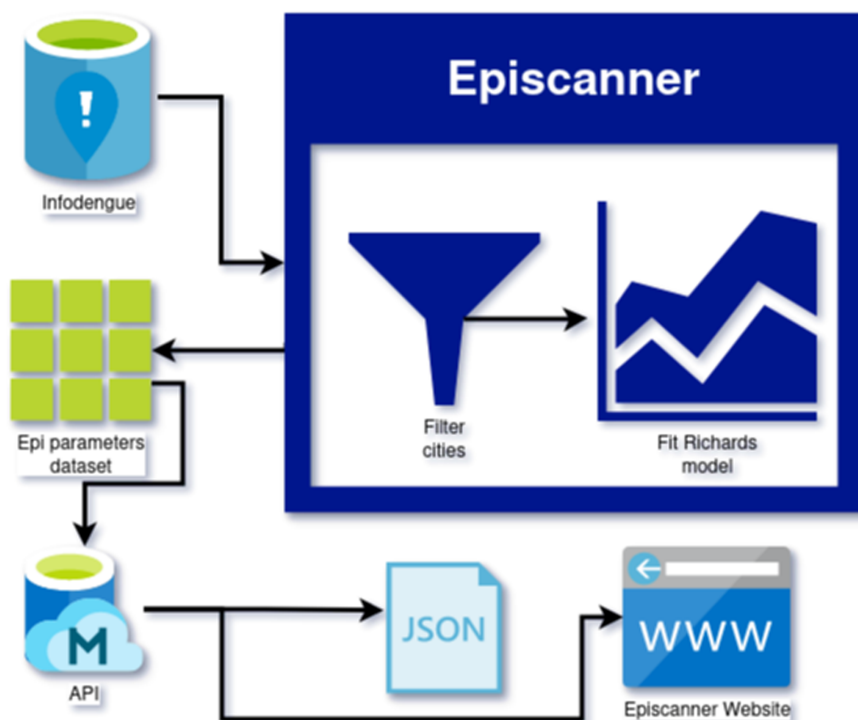 Episcanner
!
Infodengue
Filter
cities
Fit Richards
model
Epi parameters
dataset
M
API
JSON
WWW
Episcanner Website